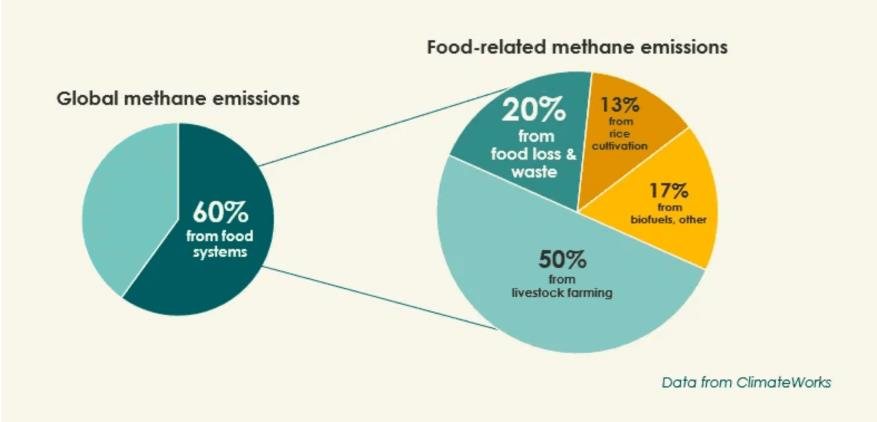 Food-related methane emissions
Global methane emissions
60%
from food
systems
20%
from
food loss &
waste
13%
from
rice
cultivation
17%
from
biofuels, other
50%
from
livestock farming
Data from ClimateWorks